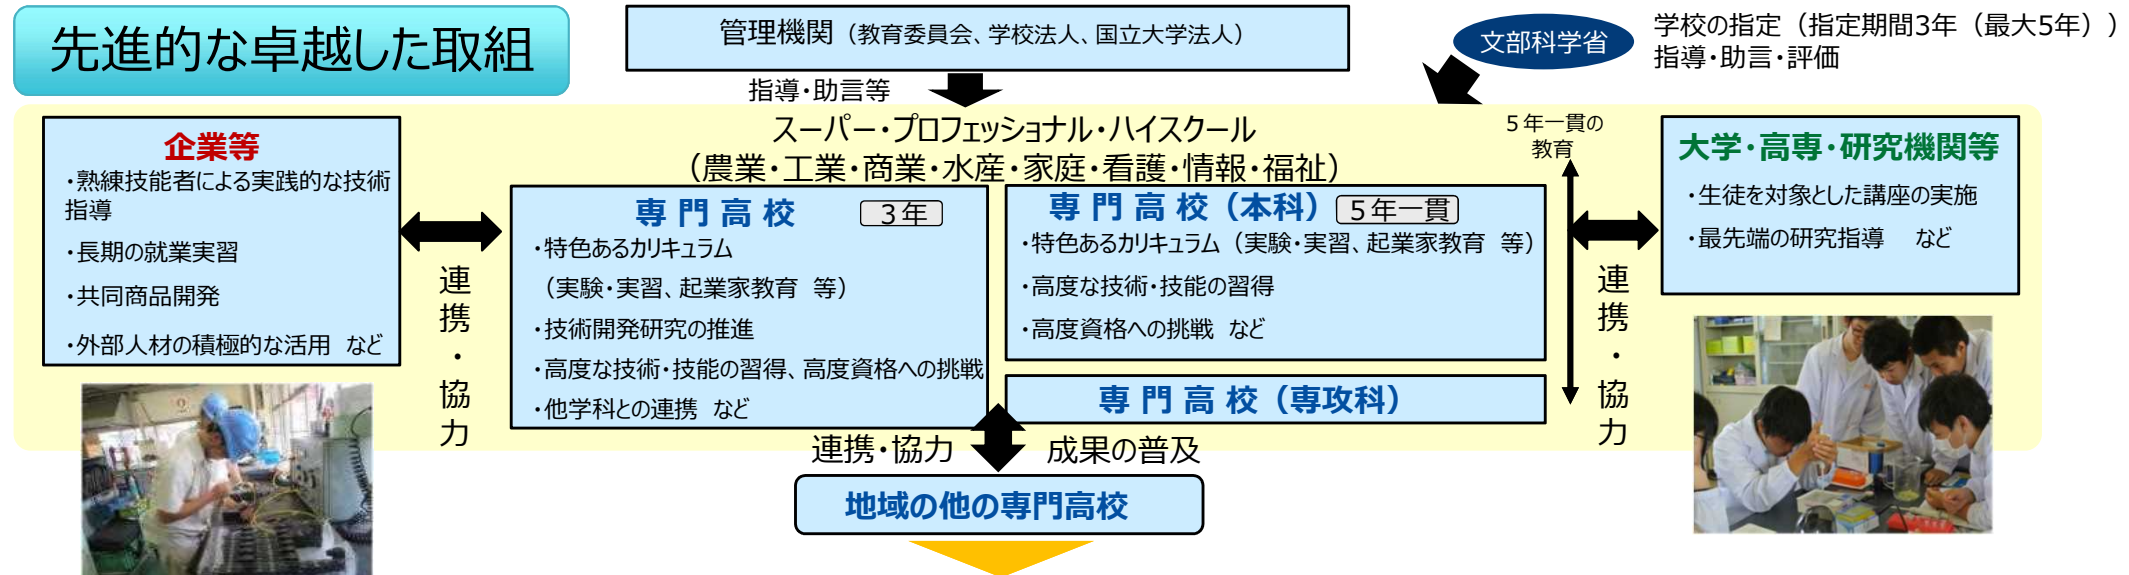 先進的な卓越した取組
管理機関（教育委員会、学校法人、国立大学法人）
文部科学省
学校の指定（指定期間3年（最大5年））
指導・助言・評価
指導・助言等
スーパー・プロフェッショナル・ハイスクール
（農業・工業・商業・水産・家庭・看護・情報・福祉）
企業等
・熟練技能者による実践的な技術
指導
・長期の就業実習
・共同商品開発
・外部人材の積極的な活用　など
連携・協力
専門高校
３年
・特色あるカリキュラム
（実験・実習、起業家教育　等）
・技術開発研究の推進
・高度な技術・技能の習得、高度資格への挑戦
・他学科との連携　など
専門高校（本科）
５年一貫
・特色あるカリキュラム（実験・実習、起業家教育　等）
・高度な技術・技能の習得
・高度資格への挑戦　など
専門高校（専攻科）
５年一貫の
教育
連携・協力
大学・高専・研究機関等
・生徒を対象とした講座の実施
・最先端の研究指導　など
連携・協力
成果の普及
地域の他の専門高校